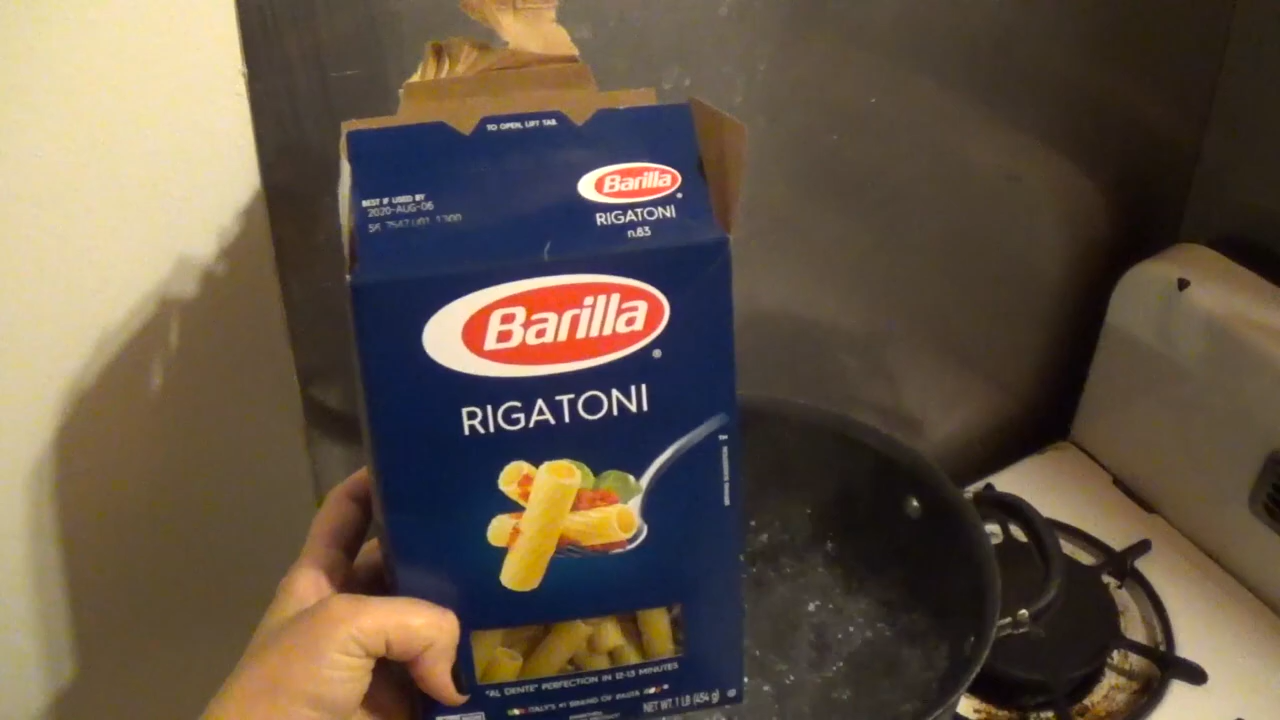 TO OPEN, LIFT TAB.
BEST IF USED BY
2020-AUG-06
Barilla®
RIGATONI
n.83
Barilla
®
RIGATONI
TM
"AL DENTE" PERFECTION IN 12-13 MINUTES
ITALY'S #1 BRAND OF PASTA
NET WT. 1 LB (454 g)